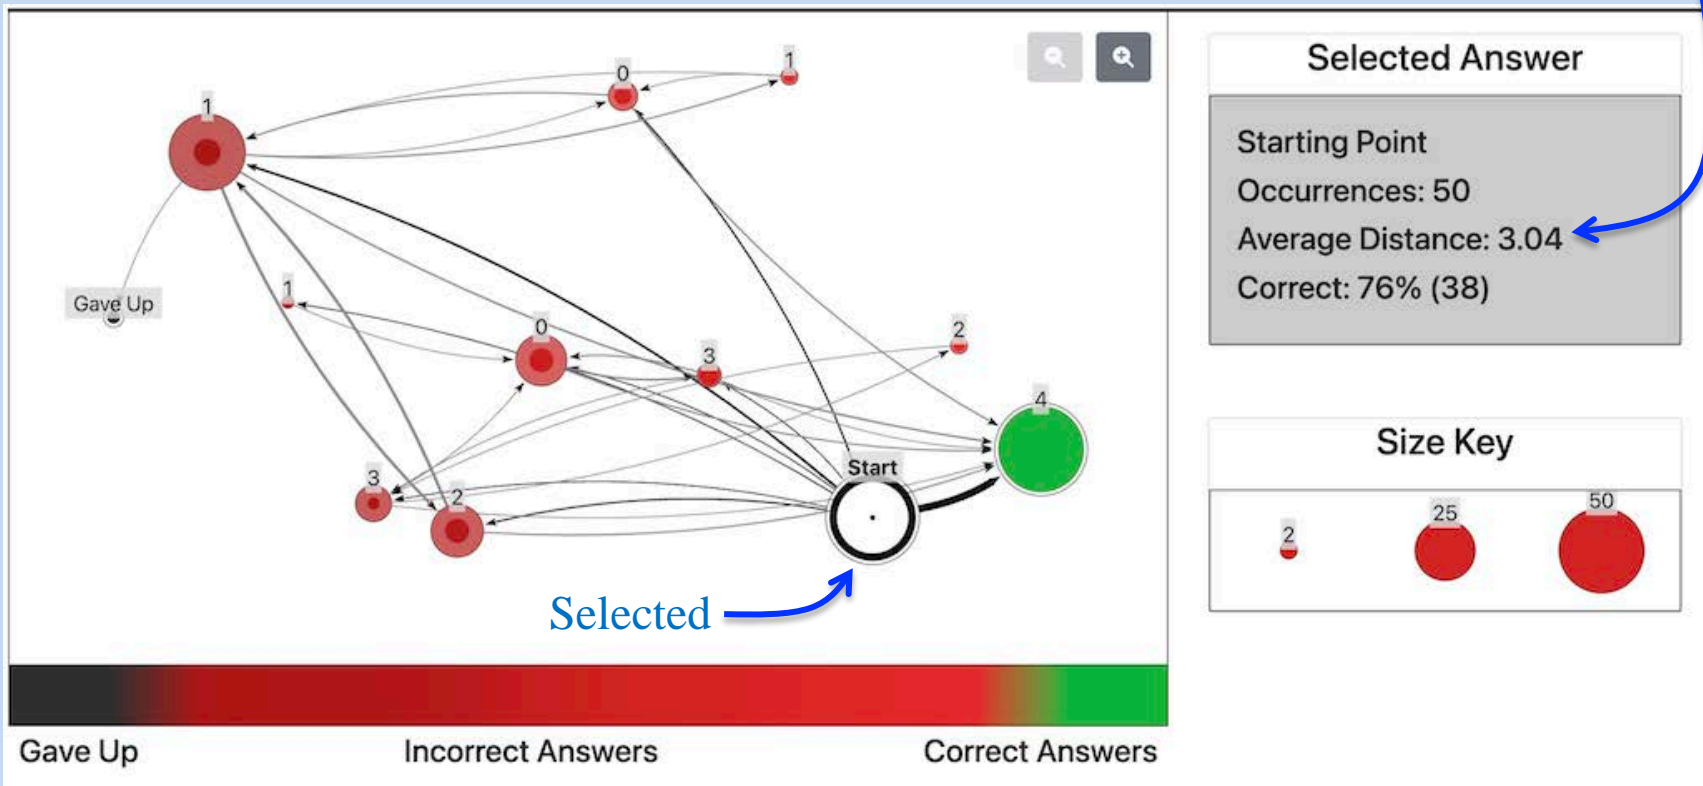 1
0
1
Gave Up
1
0
3
2
4
3
2
Start
Selected
Gave Up
Incorrect Answers
Correct Answers
Selected Answer
Starting Point
Occurrences: 50
Average Distance: 3.04
Correct: 76% (38)
Size Key
2
25
50